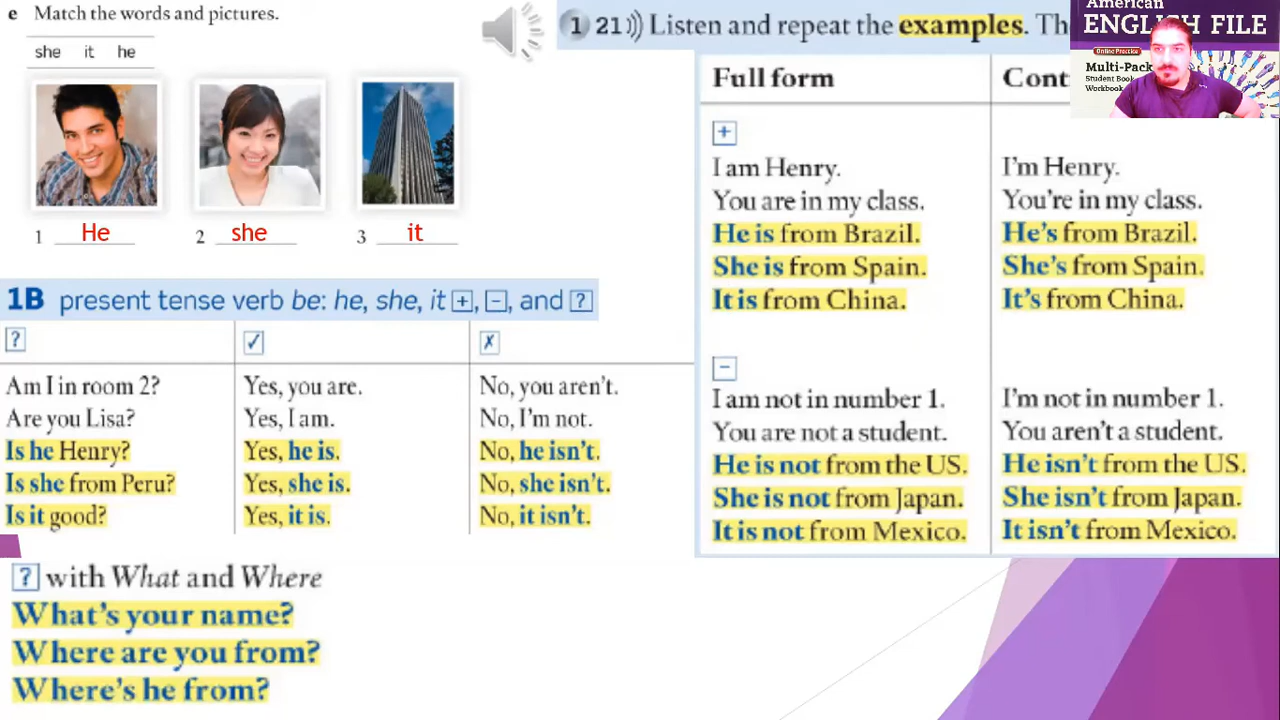 e Match the words and pictures.
she it he
1 He
2 she
3 it
1 21 Listen and repeat the examples.
American
ENGLISH FILE
Online Practice
Multi-Pack
Student Book
Workbook
Full form
+
I am Henry.
You are in my class.
He is from Brazil.
She is from Spain.
It is from China.
I'm Henry.
You're in my class.
He's from Brazil.
She's from Spain.
It's from China.
−
I am not in number 1.
You are not a student.
He is not from the US.
She is not from Japan.
It is not from Mexico.
I'm not in number 1.
You aren't a student.
He isn't from the US.
She isn't from Japan.
It isn't from Mexico.
1B present tense verb be: he, she, it +, −, and ?
? ✓ ✗
Am I in room 2? Yes, you are. No, you aren't.
Are you Lisa? Yes, I am. No, I'm not.
Is he Henry? Yes, he is. No, he isn't.
Is she from Peru? Yes, she is. No, she isn't.
Is it good? Yes, it is. No, it isn't.
? with What and Where
What's your name?
Where are you from?
Where's he from?